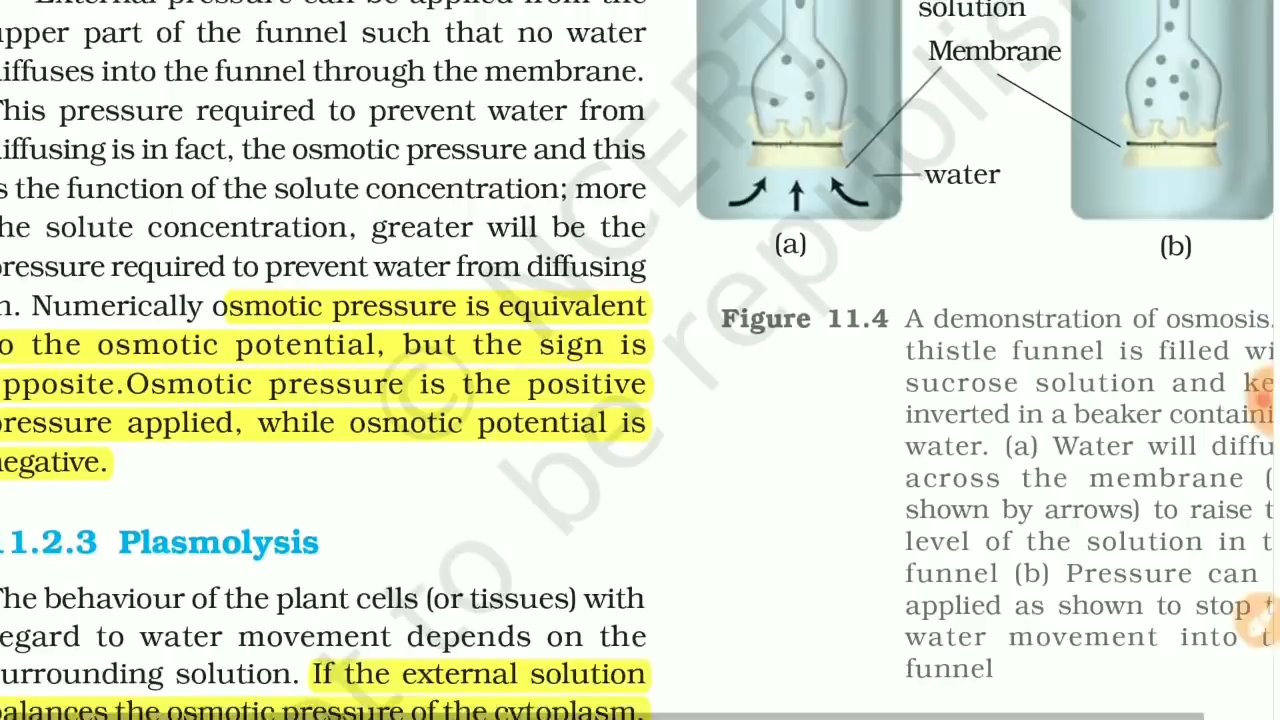 External pressure can be applied from the
upper part of the funnel such that no water
diffuses into the funnel through the membrane.
This pressure required to prevent water from
diffusing is in fact, the osmotic pressure and this
is the function of the solute concentration; more
the solute concentration, greater will be the
pressure required to prevent water from diffusing
in. Numerically osmotic pressure is equivalent
to the osmotic potential, but the sign is
opposite.Osmotic pressure is the positive
pressure applied, while osmotic potential is
negative.
11.2.3 Plasmolysis
The behaviour of the plant cells (or tissues) with
regard to water movement depends on the
surrounding solution. If the external solution
balances the osmotic pressure of the cytoplasm,
solution
Membrane
water
(a)
(b)
Figure 11.4 A demonstration of osmosis.
thistle funnel is filled wi
sucrose solution and ke
inverted in a beaker containi
water. (a) Water will diffu
across the membrane (
shown by arrows) to raise t
level of the solution in t
funnel (b) Pressure can
applied as shown to stop t
water movement into t
funnel
© NCERT
not to be republis